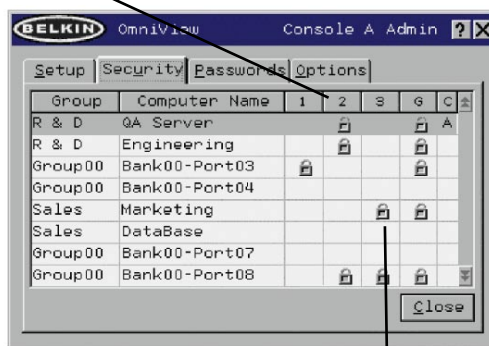 BELKIN OmniView Console A Admin ? X
Setup Security Passwords Options
Group Computer Name 1 2 3 G C
R & D QA Server A
R & D Engineering
Group00 Bank00-Port03
Group00 Bank00-Port04
Sales Marketing
Sales DataBase
Group00 Bank00-Port07
Group00 Bank00-Port08
Close